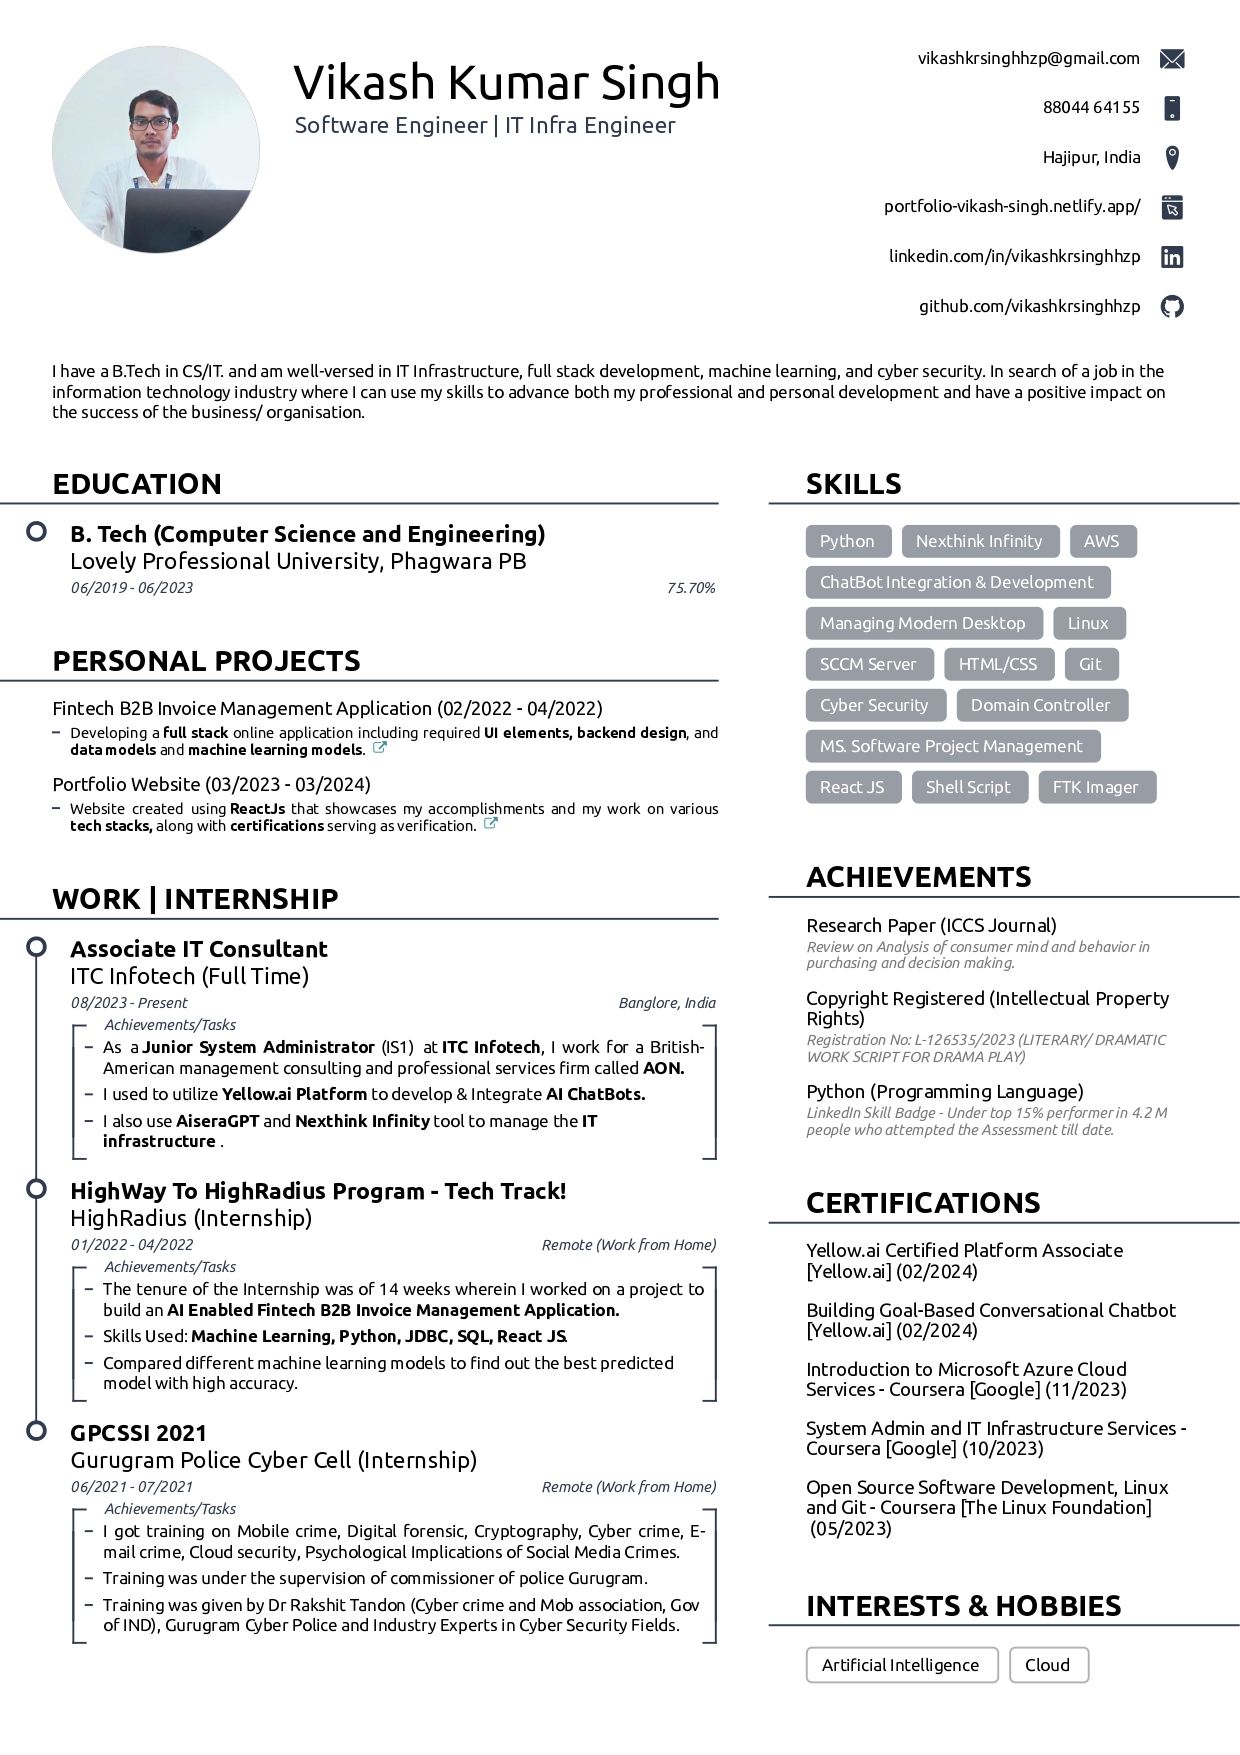 Vikash Kumar Singh
Software Engineer | IT Infra Engineer
vikashkrsinghhzp@gmail.com
88044 64155
Hajipur, India
portfolio-vikash-singh.netlify.app/
linkedin.com/in/vikashkrsinghhzp
github.com/vikashkrsinghhzp
I have a B.Tech in CS/IT. and am well-versed in IT Infrastructure, full stack development, machine learning, and cyber security. In search of a job in the
information technology industry where I can use my skills to advance both my professional and personal development and have a positive impact on
the success of the business/ organisation.
EDUCATION
B. Tech (Computer Science and Engineering)
Lovely Professional University, Phagwara PB
06/2019 - 06/2023 75.70%
PERSONAL PROJECTS
Fintech B2B Invoice Management Application (02/2022 - 04/2022)
– Developing a full stack online application including required UI elements, backend design, and
data models and machine learning models.
Portfolio Website (03/2023 - 03/2024)
– Website created using ReactJs that showcases my accomplishments and my work on various
tech stacks, along with certifications serving as verification.
WORK | INTERNSHIP
Associate IT Consultant
ITC Infotech (Full Time)
08/2023 - Present Banglore, India
Achievements/Tasks
– As a Junior System Administrator (IS1) at ITC Infotech, I work for a British-
American management consulting and professional services firm called AON.
– I used to utilize Yellow.ai Platform to develop & Integrate AI ChatBots.
– I also use AiseraGPT and Nexthink Infinity tool to manage the IT
infrastructure .
HighWay To HighRadius Program - Tech Track!
HighRadius (Internship)
01/2022 - 04/2022 Remote (Work from Home)
Achievements/Tasks
– The tenure of the Internship was of 14 weeks wherein I worked on a project to
build an AI Enabled Fintech B2B Invoice Management Application.
– Skills Used: Machine Learning, Python, JDBC, SQL, React JS.
– Compared different machine learning models to find out the best predicted
model with high accuracy.
GPCSSI 2021
Gurugram Police Cyber Cell (Internship)
06/2021 - 07/2021 Remote (Work from Home)
Achievements/Tasks
– I got training on Mobile crime, Digital forensic, Cryptography, Cyber crime, E-
mail crime, Cloud security, Psychological Implications of Social Media Crimes.
– Training was under the supervision of commissioner of police Gurugram.
– Training was given by Dr Rakshit Tandon (Cyber crime and Mob association, Gov
of IND), Gurugram Cyber Police and Industry Experts in Cyber Security Fields.
SKILLS
Python Nexthink Infinity AWS
ChatBot Integration & Development
Managing Modern Desktop Linux
SCCM Server HTML/CSS Git
Cyber Security Domain Controller
MS. Software Project Management
React JS Shell Script FTK Imager
ACHIEVEMENTS
Research Paper (ICCS Journal)
Review on Analysis of consumer mind and behavior in
purchasing and decision making.
Copyright Registered (Intellectual Property
Rights)
Registration No: L-126535/2023 (LITERARY/ DRAMATIC
WORK SCRIPT FOR DRAMA PLAY)
Python (Programming Language)
LinkedIn Skill Badge - Under top 15% performer in 4.2 M
people who attempted the Assessment till date.
CERTIFICATIONS
Yellow.ai Certified Platform Associate
[Yellow.ai] (02/2024)
Building Goal-Based Conversational Chatbot
[Yellow.ai] (02/2024)
Introduction to Microsoft Azure Cloud
Services - Coursera [Google] (11/2023)
System Admin and IT Infrastructure Services -
Coursera [Google] (10/2023)
Open Source Software Development, Linux
and Git - Coursera [The Linux Foundation]
(05/2023)
INTERESTS & HOBBIES
Artificial Intelligence Cloud